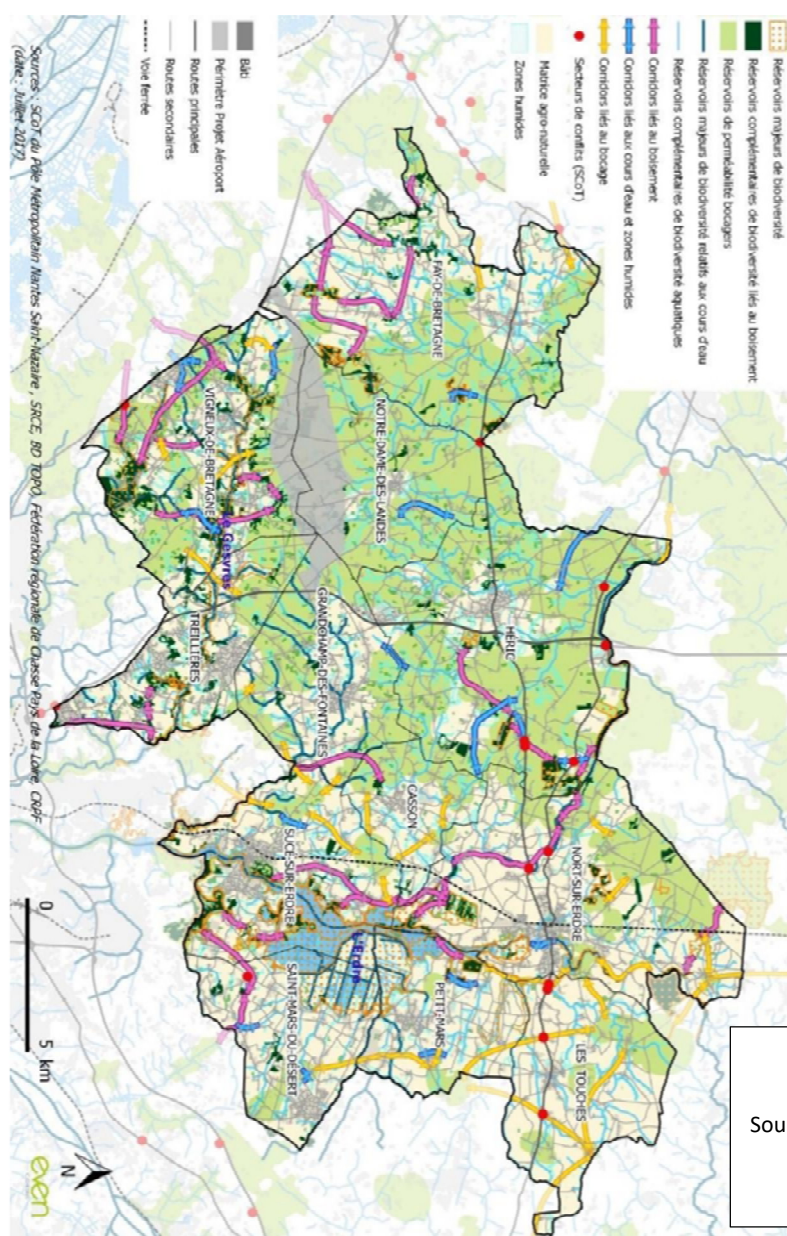 Réservoirs majeurs de biodiversité
Réservoirs complémentaires de biodiversité liés au boisement
Réservoirs de perméabilité bocagers
Réservoirs majeurs de biodiversité relatifs aux cours d'eau
Réservoirs complémentaires de biodiversité aquatiques
Corridors liés au boisement
Corridors liés aux cours d'eau et zones humides
Corridors liés au bocage
Secteurs de conflits (SCoT)
Matrice agro-naturelle
Zones humides
Bâti
Périmètre Projet Aéroport
Routes principales
Routes secondaires
Voie ferrée
Sources : SCoT du Pôle Métropolitain Nantes Saint-Nazaire, SRCE, BD TOPO, Fédération régionale de Chasse Pays de la Loire, CRPF
(date : Juillet 2017)
FAY-DE-BRETAGNE
NOTRE-DAME-DES-LANDES
VIGNEUX-DE-BRETAGNE
Le Gesvres
TREILLIÈRES
GRANDCHAMP-DES-FONTAINES
HÉRIC
CASSON
NORT-SUR-ERDRE
SUCÉ-SUR-ERDRE
L'Erdre
SAINT-MARS-DU-DÉSERT
PETIT-MARS
LES TOUCHES
0 5 km
N
even
Sou